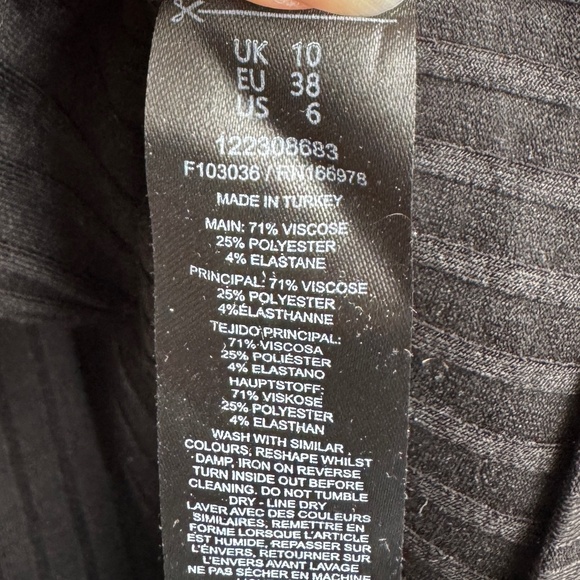 UK 10
EU 38
US 6
122308683
F103036 / RN166978
MADE IN TURKEY
MAIN: 71% VISCOSE
25% POLYESTER
4% ELASTANE
PRINCIPAL: 71% VISCOSE
25% POLYESTER
4%ÉLASTHANNE
TEJIDO PRINCIPAL:
71% VISCOSA
25% POLIÉSTER
4% ELASTANO
HAUPTSTOFF:
71% VISKOSE
25% POLYESTER
4% ELASTHAN
WASH WITH SIMILAR
COLOURS, RESHAPE WHILST
DAMP, IRON ON REVERSE
TURN INSIDE OUT BEFORE
CLEANING. DO NOT TUMBLE
DRY - LINE DRY
LAVER AVEC DES COULEURS
SIMILAIRES, REMETTRE EN
FORME LORSQUE L'ARTICLE
EST HUMIDE, REPASSER SUR
L'ENVERS, RETOURNER SUR
L'ENVERS AVANT LAVAGE
NE PAS SÉCHER EN MACHINE